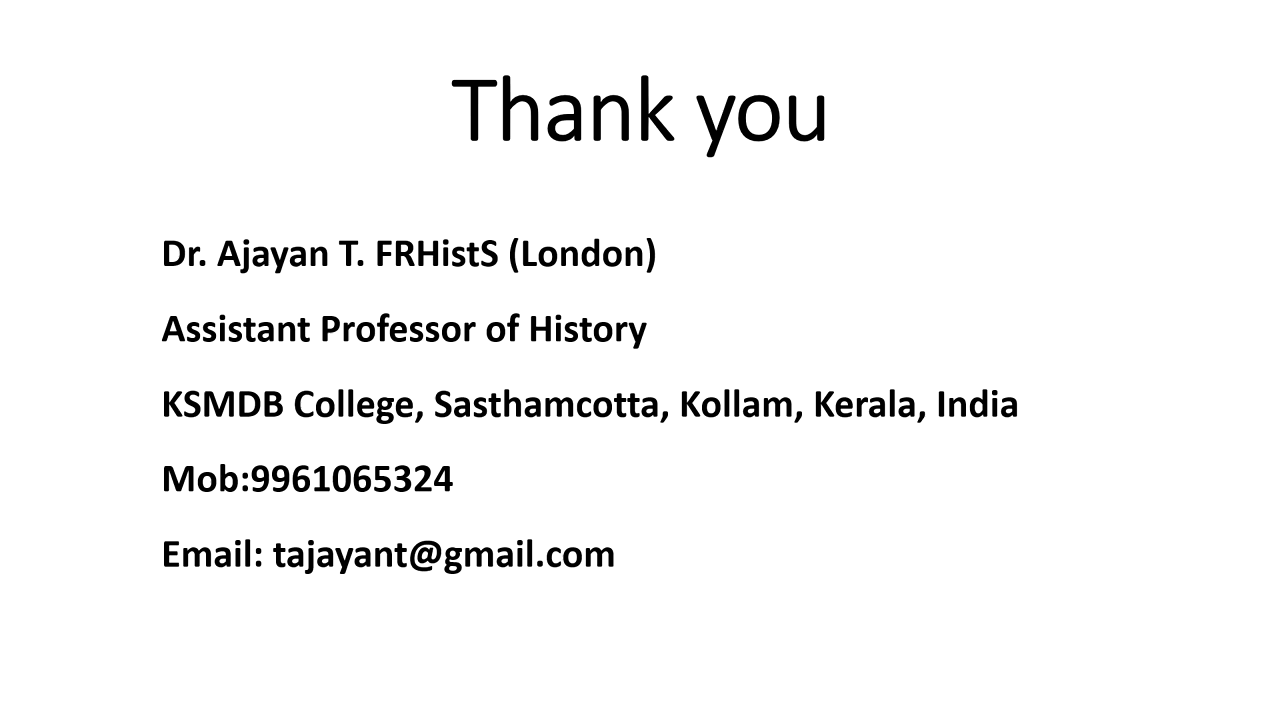 Thank you
Dr. Ajayan T. FRHistS (London)
Assistant Professor of History
KSMDB College, Sasthamcotta, Kollam, Kerala, India
Mob:9961065324
Email: tajayant@gmail.com